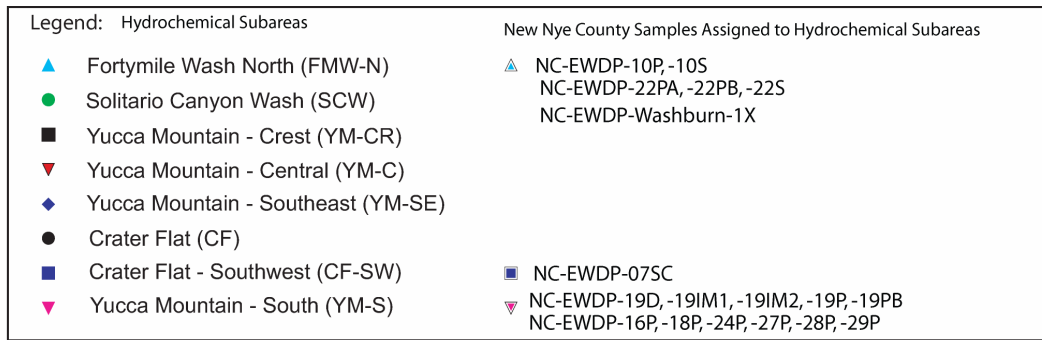 Legend: Hydrochemical Subareas
New Nye County Samples Assigned to Hydrochemical Subareas
Fortymile Wash North (FMW-N)
NC-EWDP-10P, -10S
Solitario Canyon Wash (SCW)
NC-EWDP-22PA, -22PB, -22S
Yucca Mountain - Crest (YM-CR)
NC-EWDP-Washburn-1X
Yucca Mountain - Central (YM-C)
Yucca Mountain - Southeast (YM-SE)
Crater Flat (CF)
Crater Flat - Southwest (CF-SW)
NC-EWDP-07SC
Yucca Mountain - South (YM-S)
NC-EWDP-19D, -19IM1, -19IM2, -19P, -19PB
NC-EWDP-16P, -18P, -24P, -27P, -28P, -29P